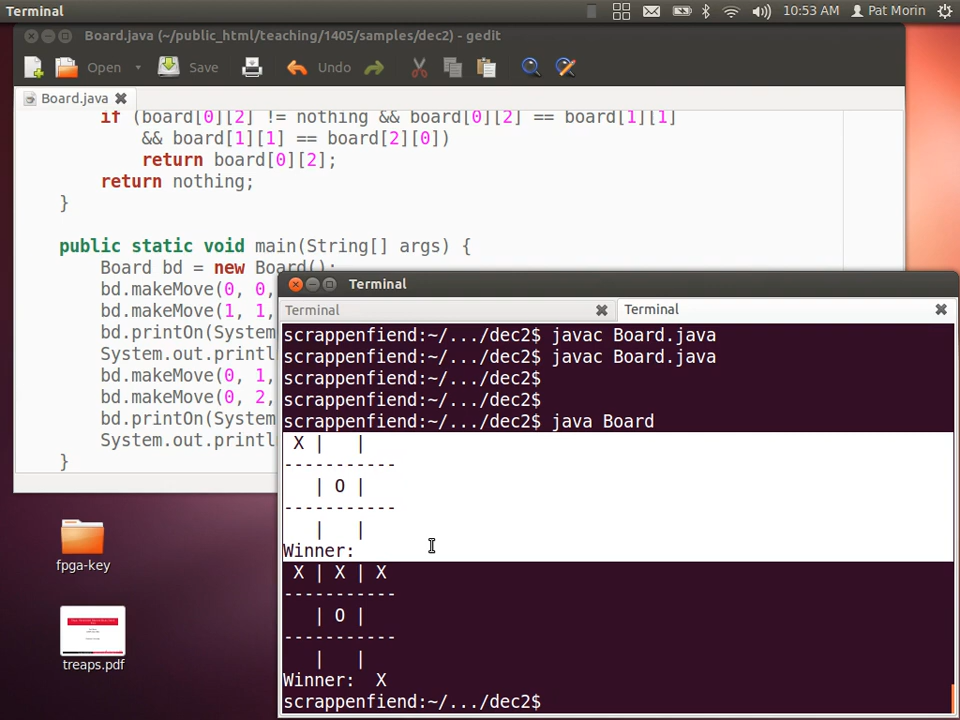 Terminal
10:53 AM Pat Morin
Board.java (~/public_html/teaching/1405/samples/dec2) - gedit
Open Save Undo
Board.java
if (board[0][2] != nothing && board[0][2] == board[1][1]
&& board[1][1] == board[2][0])
return board[0][2];
return nothing;
}
public static void main(String[] args) {
Board bd = new Board();
bd.makeMove(0, 0,
bd.makeMove(1, 1,
bd.printOn(System
System.out.printl
bd.makeMove(0, 1,
bd.makeMove(0, 2,
bd.printOn(System
System.out.printl
}
Terminal
Terminal Terminal
scrappenfiend:~/.../dec2$ javac Board.java
scrappenfiend:~/.../dec2$ javac Board.java
scrappenfiend:~/.../dec2$
scrappenfiend:~/.../dec2$
scrappenfiend:~/.../dec2$ java Board
X |   |
-----------
| O |
-----------
|   |
Winner:
X | X | X
-----------
| O |
-----------
|   |
Winner:  X
scrappenfiend:~/.../dec2$
fpga-key
treaps.pdf